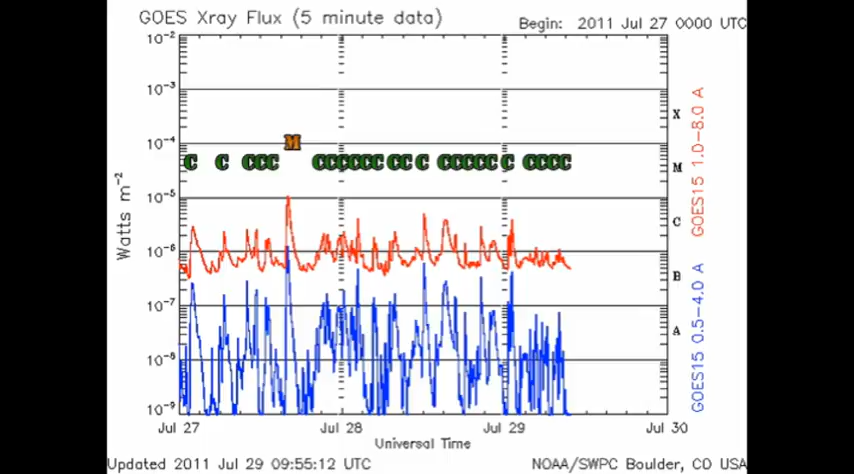 GOES Xray Flux (5 minute data)
Begin: 2011 Jul 27 0000 UTC
10-2
10-3
10-4
10-5
10-6
10-7
10-8
10-9
Watts m-2
M
C C CCC CCCCCCC CC C CCCCC C CCCC
X
M
C
B
A
GOES15 1.0-8.0 A
GOES15 0.5-4.0 A
Jul 27
Jul 28
Jul 29
Jul 30
Universal Time
Updated 2011 Jul 29 09:55:12 UTC
NOAA/SWPC Boulder, CO USA